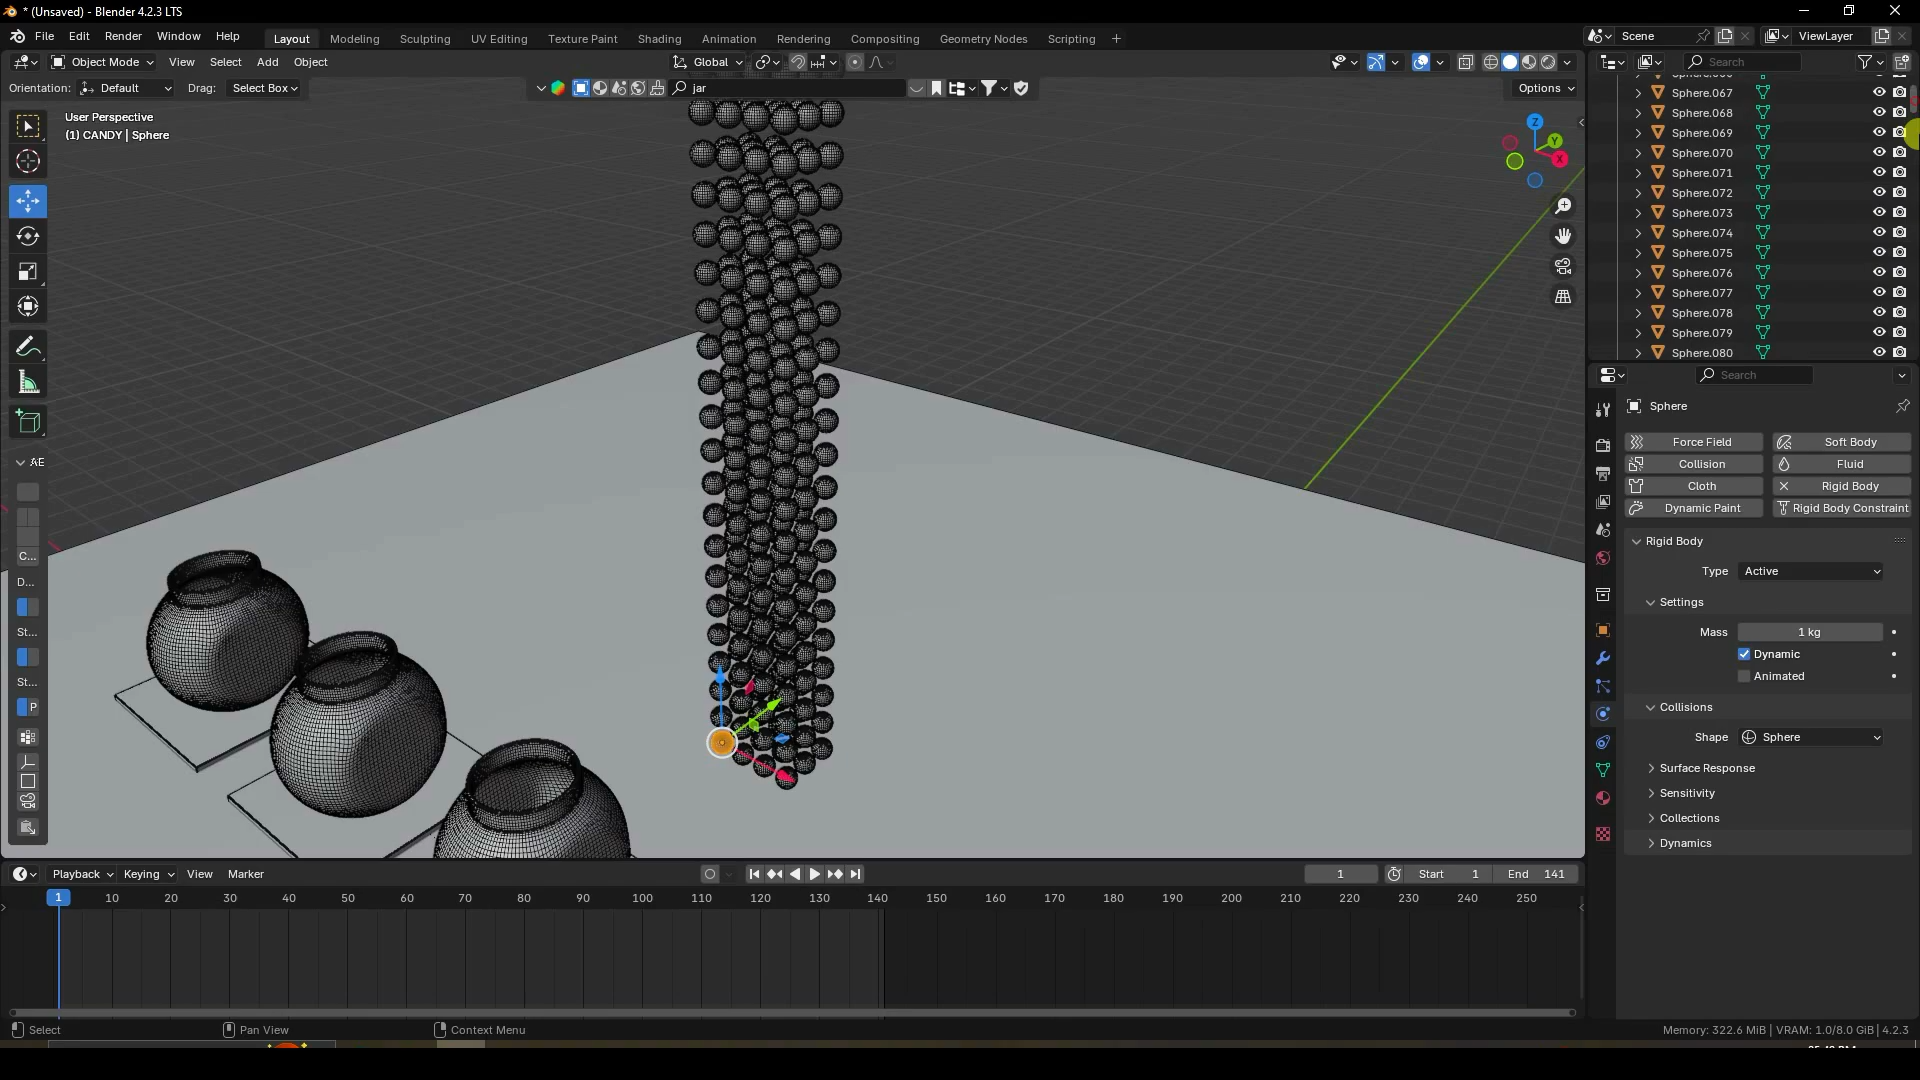 * (Unsaved) - Blender 4.2.3 LTS
File Edit Render Window Help
Layout Modeling Sculpting UV Editing Texture Paint Shading Animation Rendering Compositing Geometry Nodes Scripting +
Scene
ViewLayer
Object Mode View Select Add Object
Global
Search
Orientation: Default Drag: Select Box
jar
Options
User Perspective
(1) CANDY | Sphere
Z
Y
X
Sphere.067
Sphere.068
Sphere.069
Sphere.070
Sphere.071
Sphere.072
Sphere.073
Sphere.074
Sphere.075
Sphere.076
Sphere.077
Sphere.078
Sphere.079
Sphere.080
Search
Sphere
Force Field Soft Body
Collision Fluid
Cloth Rigid Body
Dynamic Paint Rigid Body Constraint
Rigid Body
Type Active
Settings
Mass 1 kg
Dynamic
Animated
Collisions
Shape Sphere
Surface Response
Sensitivity
Collections
Dynamics
AE
C...
D...
St...
St...
P
Playback Keying View Marker
1 Start 1 End 141
1 10 20 30 40 50 60 70 80 90 100 110 120 130 140 150 160 170 180 190 200 210 220 230 240 250
Select Pan View Context Menu
Memory: 322.6 MiB | VRAM: 1.0/8.0 GiB | 4.2.3